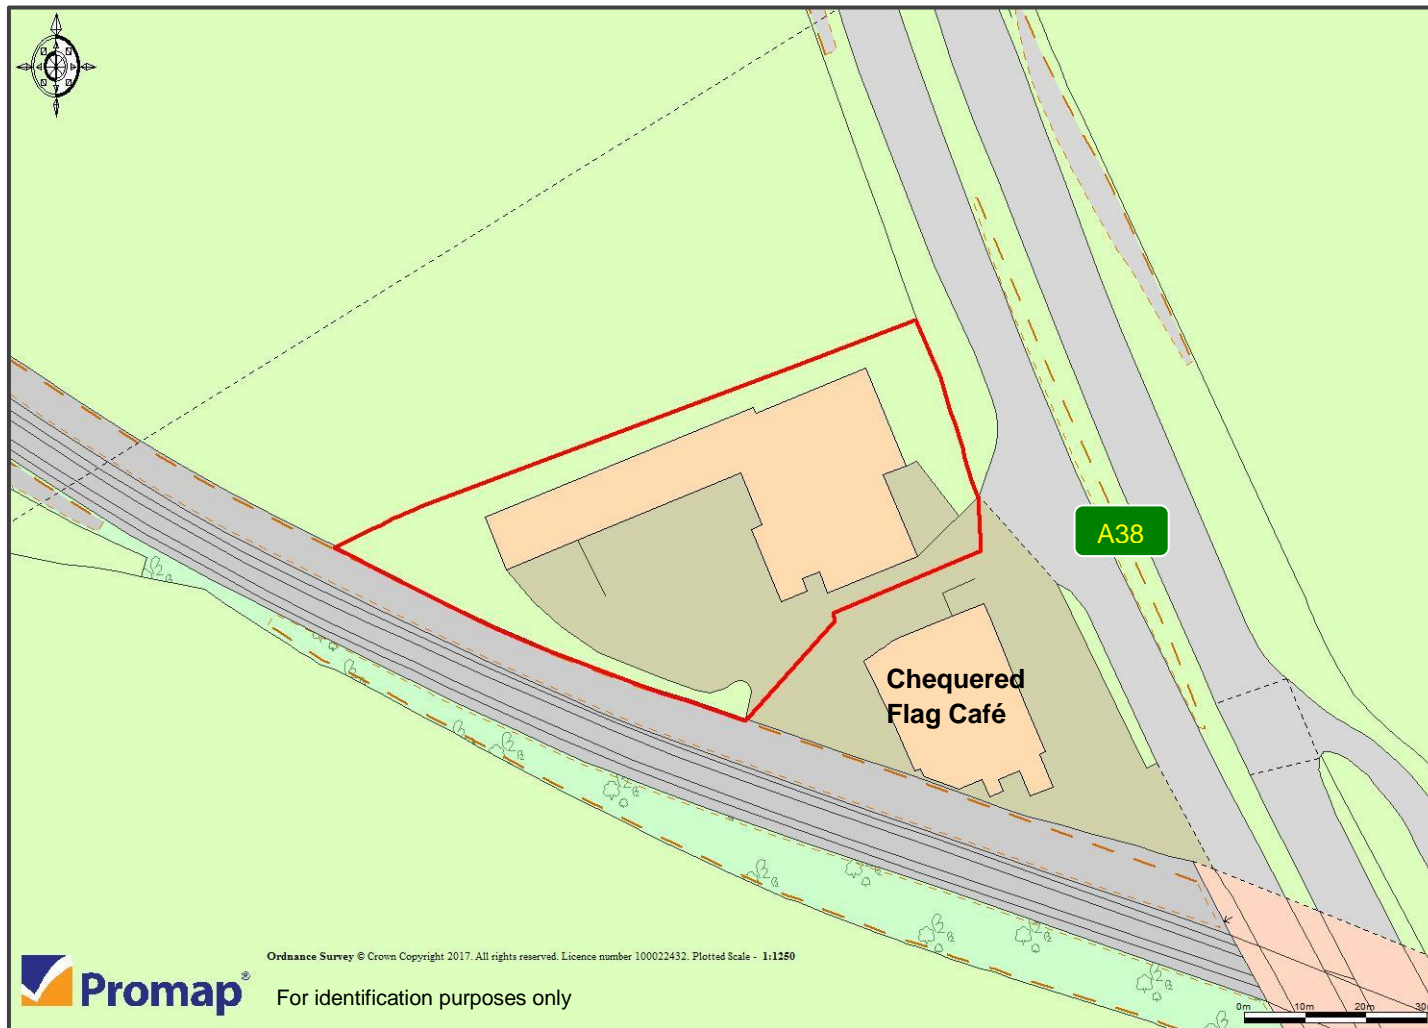 A38
Chequered
Flag Café
Ordnance Survey © Crown Copyright 2017. All rights reserved. Licence number 100022432. Plotted Scale - 1:1250
Promap®
For identification purposes only
0m 10m 20m 30m